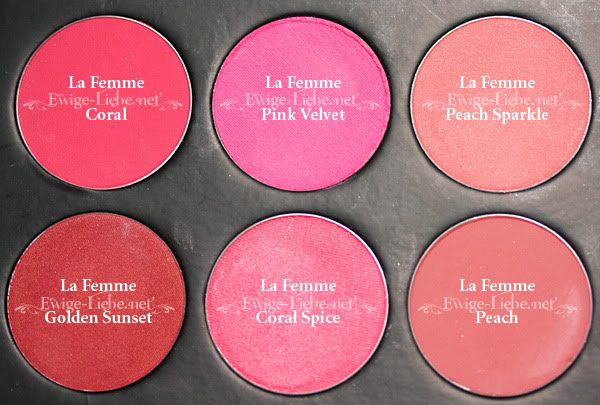 La Femme
Ewige-Liebe.net
Coral
La Femme
Ewige-Liebe.net
Pink Velvet
La Femme
Ewige-Liebe.net
Peach Sparkle
La Femme
Ewige-Liebe.net
Golden Sunset
La Femme
Ewige-Liebe.net
Coral Spice
La Femme
Ewige-Liebe.net
Peach